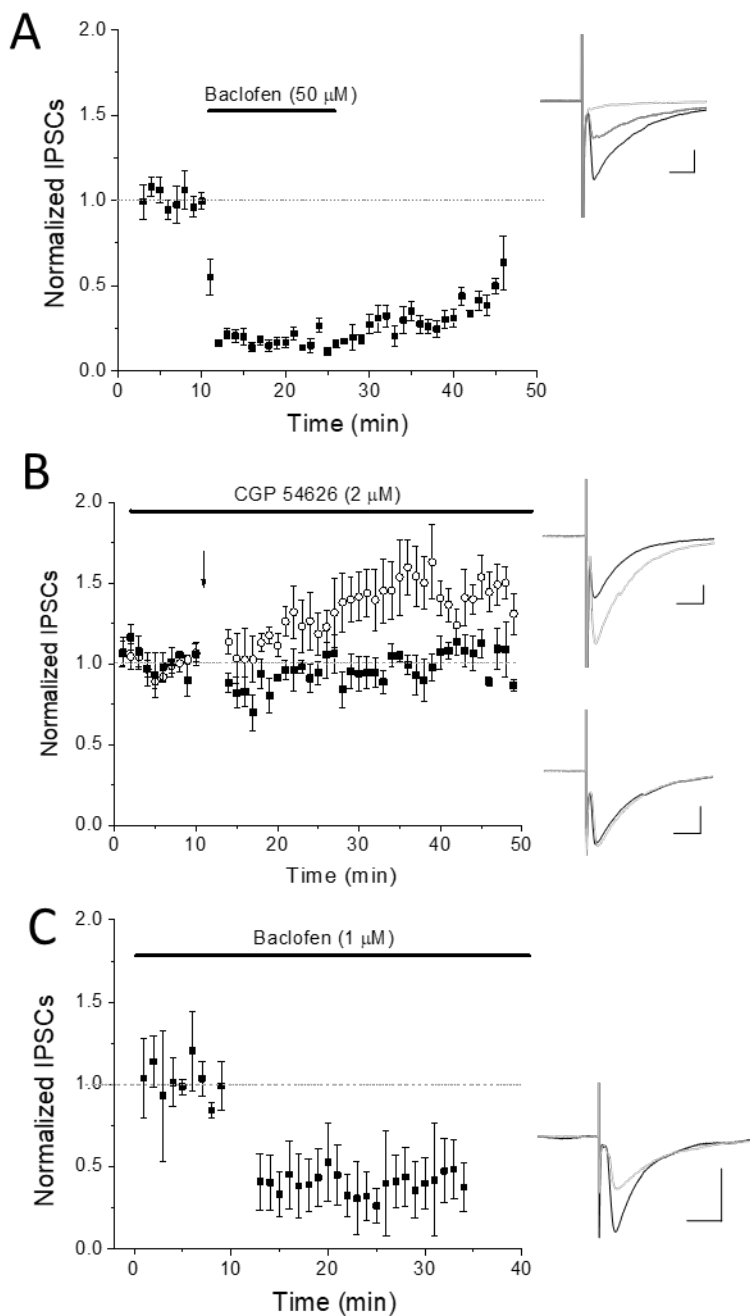 A
2.0
Baclofen (50 μM)
1.5
1.0
0.5
0.0
Normalized IPSCs
0 10 20 30 40 50
Time (min)
B
CGP 54626 (2 μM)
2.0
1.5
1.0
0.5
0.0
Normalized IPSCs
0 10 20 30 40 50
Time (min)
C
2.0
Baclofen (1 μM)
1.5
1.0
0.5
0.0
Normalized IPSCs
0 10 20 30 40
Time (min)